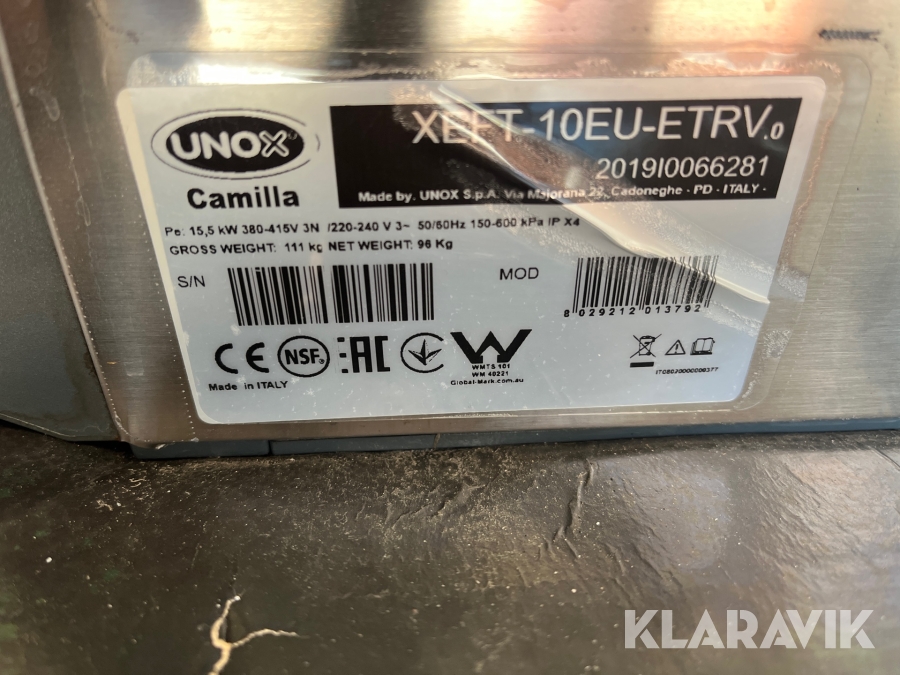 UNOX
Camilla
XEFT-10EU-ETRV.0
2019I0066281
Made by. UNOX S.p.A. Via Majorana 22, Cadoneghe - PD - ITALY -
Pe: 15,5 kW 380-415V 3N /220-240 V 3~ 50/60Hz 150-600 kPa IP X4
GROSS WEIGHT: 111 kg NET WEIGHT: 96 Kg
S/N
MOD
8 029212 013792
CE NSF. EAC
WMTS 101
WM 40221
Global-Mark.com.au
Made in ITALY
IT08020000000377
KLARAVIK